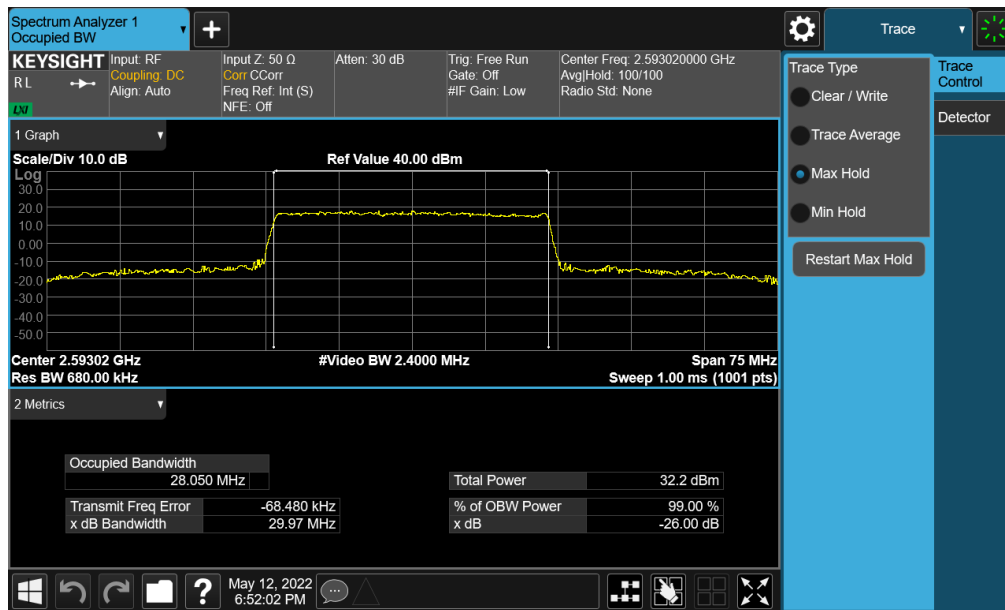 Spectrum Analyzer 1
Occupied BW
+
Trace
KEYSIGHT
RL
LXI
Input: RF
Coupling: DC
Align: Auto
Input Z: 50 Ω
Corr CCorr
Freq Ref: Int (S)
NFE: Off
Atten: 30 dB
Trig: Free Run
Gate: Off
#IF Gain: Low
Center Freq: 2.593020000 GHz
Avg|Hold: 100/100
Radio Std: None
Trace Type
Clear / Write
Trace Average
Max Hold
Min Hold
Restart Max Hold
Trace
Control
Detector
1 Graph
Scale/Div 10.0 dB
Ref Value 40.00 dBm
Log
30.0
20.0
10.0
0.00
-10.0
-20.0
-30.0
-40.0
-50.0
Center 2.59302 GHz
#Video BW 2.4000 MHz
Span 75 MHz
Res BW 680.00 kHz
Sweep 1.00 ms (1001 pts)
2 Metrics
Occupied Bandwidth
28.050 MHz
Total Power 32.2 dBm
Transmit Freq Error -68.480 kHz
% of OBW Power 99.00 %
x dB Bandwidth 29.97 MHz
x dB -26.00 dB
?
May 12, 2022
6:52:02 PM